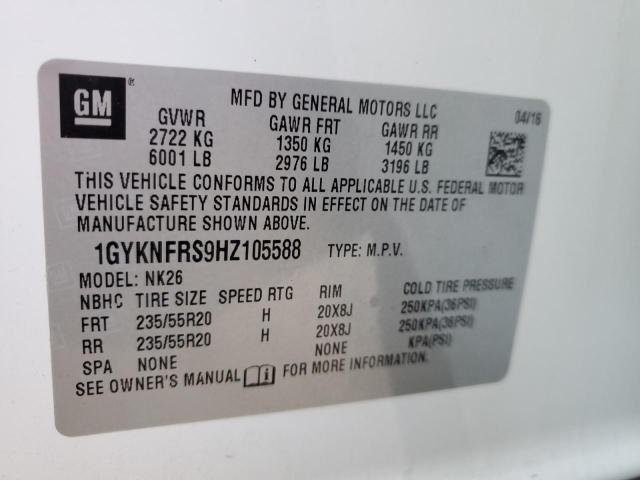 GM ®
MFD BY GENERAL MOTORS LLC 04/16
GVWR GAWR FRT GAWR RR
2722 KG 1350 KG 1450 KG
6001 LB 2976 LB 3196 LB
THIS VEHICLE CONFORMS TO ALL APPLICABLE U.S. FEDERAL MOTOR
VEHICLE SAFETY STANDARDS IN EFFECT ON THE DATE OF
MANUFACTURE SHOWN ABOVE.
1GYKNFRS9HZ105588 TYPE: M.P.V.
MODEL: NK26
NBHC TIRE SIZE SPEED RTG RIM COLD TIRE PRESSURE
FRT 235/55R20 H 20X8J 250KPA(36PSI)
RR 235/55R20 H 20X8J 250KPA(36PSI)
SPA NONE NONE KPA(PSI)
SEE OWNER'S MANUAL FOR MORE INFORMATION.